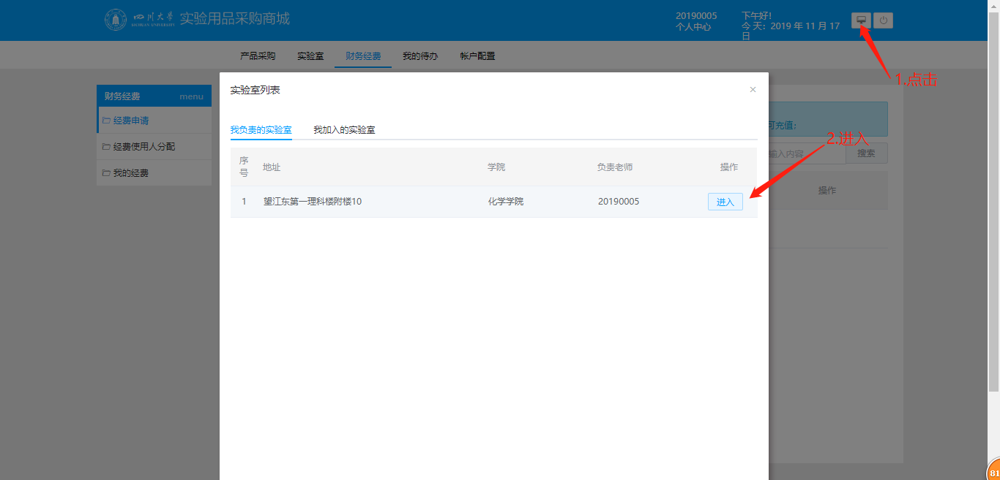 四川大学 实验用品采购商城
SICHUAN UNIVERSITY
20190005
个人中心
下午好!
今 天: 2019 年 11 月 17
日
1.点击
产品采购 实验室 财务经费 我的待办 帐户配置
财务经费 menu
经费申请
经费使用人分配
我的经费
实验室列表 ×
我负责的实验室 我加入的实验室
可充值:
2.进入
输入内容 搜索
序
号 地址 学院 负责老师 操作
1 望江东第一理科楼附楼10 化学学院 20190005 进入
操作
81